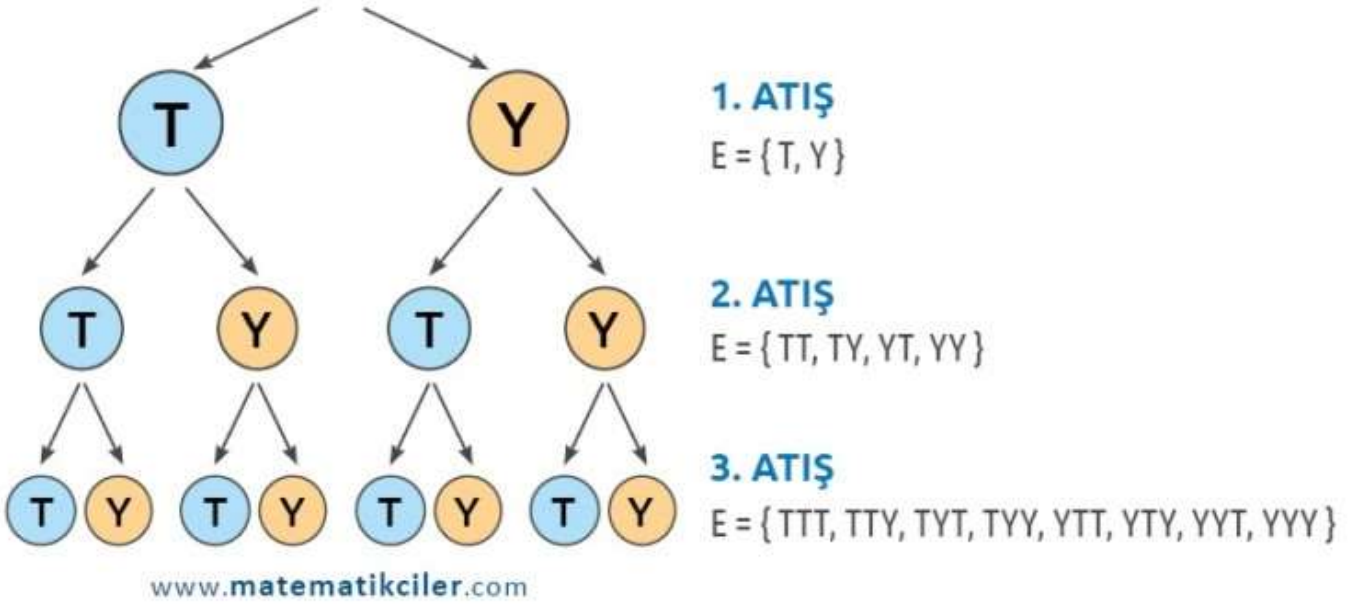 T Y
1. ATIŞ
E = { T, Y }
T Y T Y
2. ATIŞ
E = { TT, TY, YT, YY }
T Y T Y T Y T Y
3. ATIŞ
E = { TTT, TTY, TYT, TYY, YTT, YTY, YYT, YYY }
www.matematikciler.com